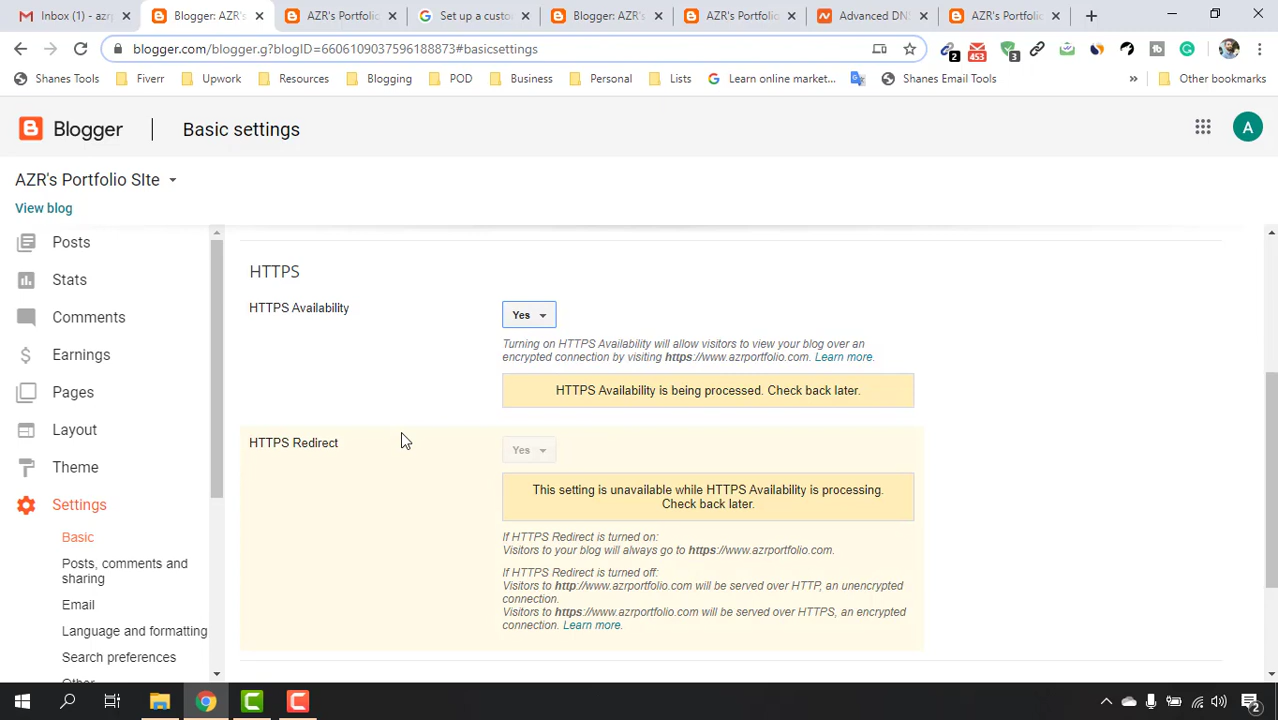 Inbox (1) - azr
Blogger: AZR's
AZR's Portfolio
Set up a custo
Blogger: AZR's
AZR's Portfolio
Advanced DN
AZR's Portfolio
blogger.com/blogger.g?blogID=6606109037596188873#basicsettings
2
453
3
Shanes Tools
Fiverr
Upwork
Resources
Blogging
POD
Business
Personal
Lists
Learn online market...
Shanes Email Tools
»
Other bookmarks
Blogger
Basic settings
A
AZR's Portfolio SIte
View blog
Posts
Stats
Comments
Earnings
Pages
Layout
Theme
Settings
Basic
Posts, comments and
sharing
Email
Language and formatting
Search preferences
Other
HTTPS
HTTPS Availability
Yes
Turning on HTTPS Availability will allow visitors to view your blog over an
encrypted connection by visiting https://www.azrportfolio.com. Learn more.
HTTPS Availability is being processed. Check back later.
HTTPS Redirect
Yes
This setting is unavailable while HTTPS Availability is processing.
Check back later.
If HTTPS Redirect is turned on:
Visitors to your blog will always go to https://www.azrportfolio.com.
If HTTPS Redirect is turned off:
Visitors to http://www.azrportfolio.com will be served over HTTP, an unencrypted
connection.
Visitors to https://www.azrportfolio.com will be served over HTTPS, an encrypted
connection. Learn more.
2